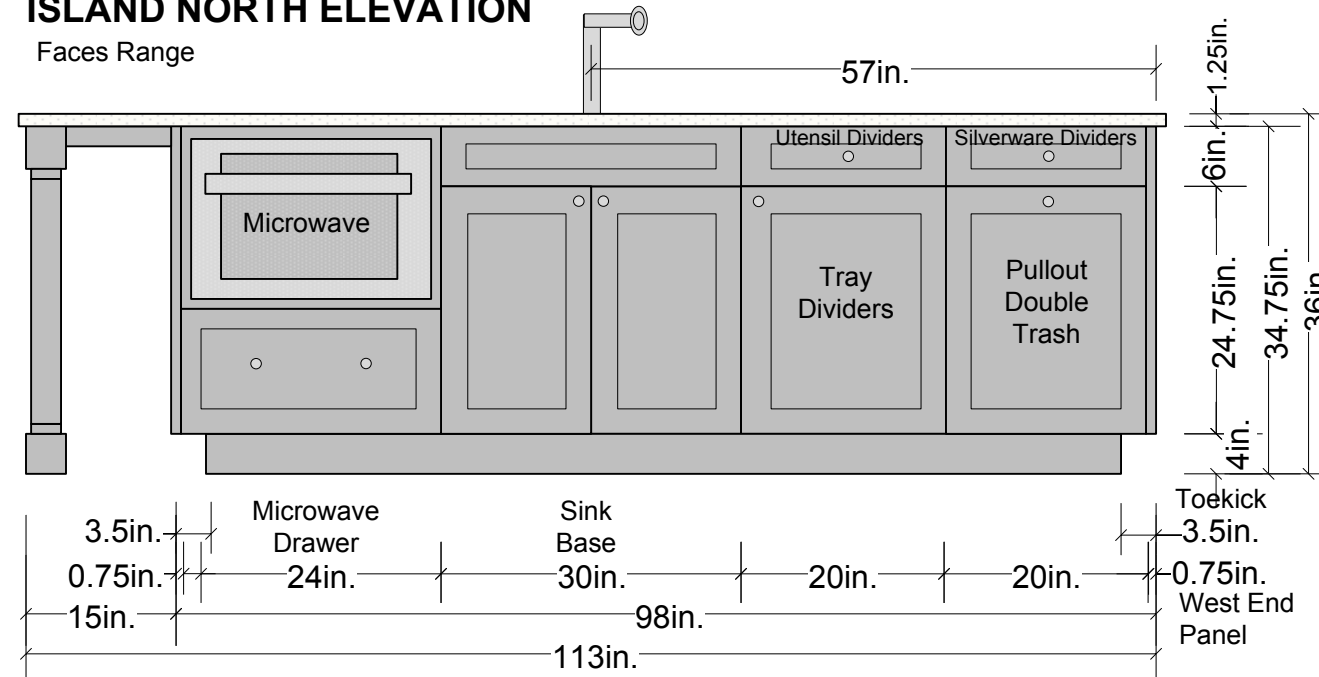 ISLAND NORTH ELEVATION
Faces Range
57in.
1.25in.
Utensil Dividers
Silverware Dividers
6in.
Microwave
Tray
Dividers
Pullout
Double
Trash
24.75in.
34.75in.
36in
4in.
Toekick
3.5in.
Microwave
Drawer
Sink
Base
3.5in.
0.75in.
24in.
30in.
20in.
20in.
0.75in.
West End
Panel
15in.
98in.
113in.